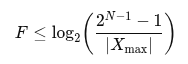 F ≤ log₂((2^{N−1} − 1) / |X_max|)